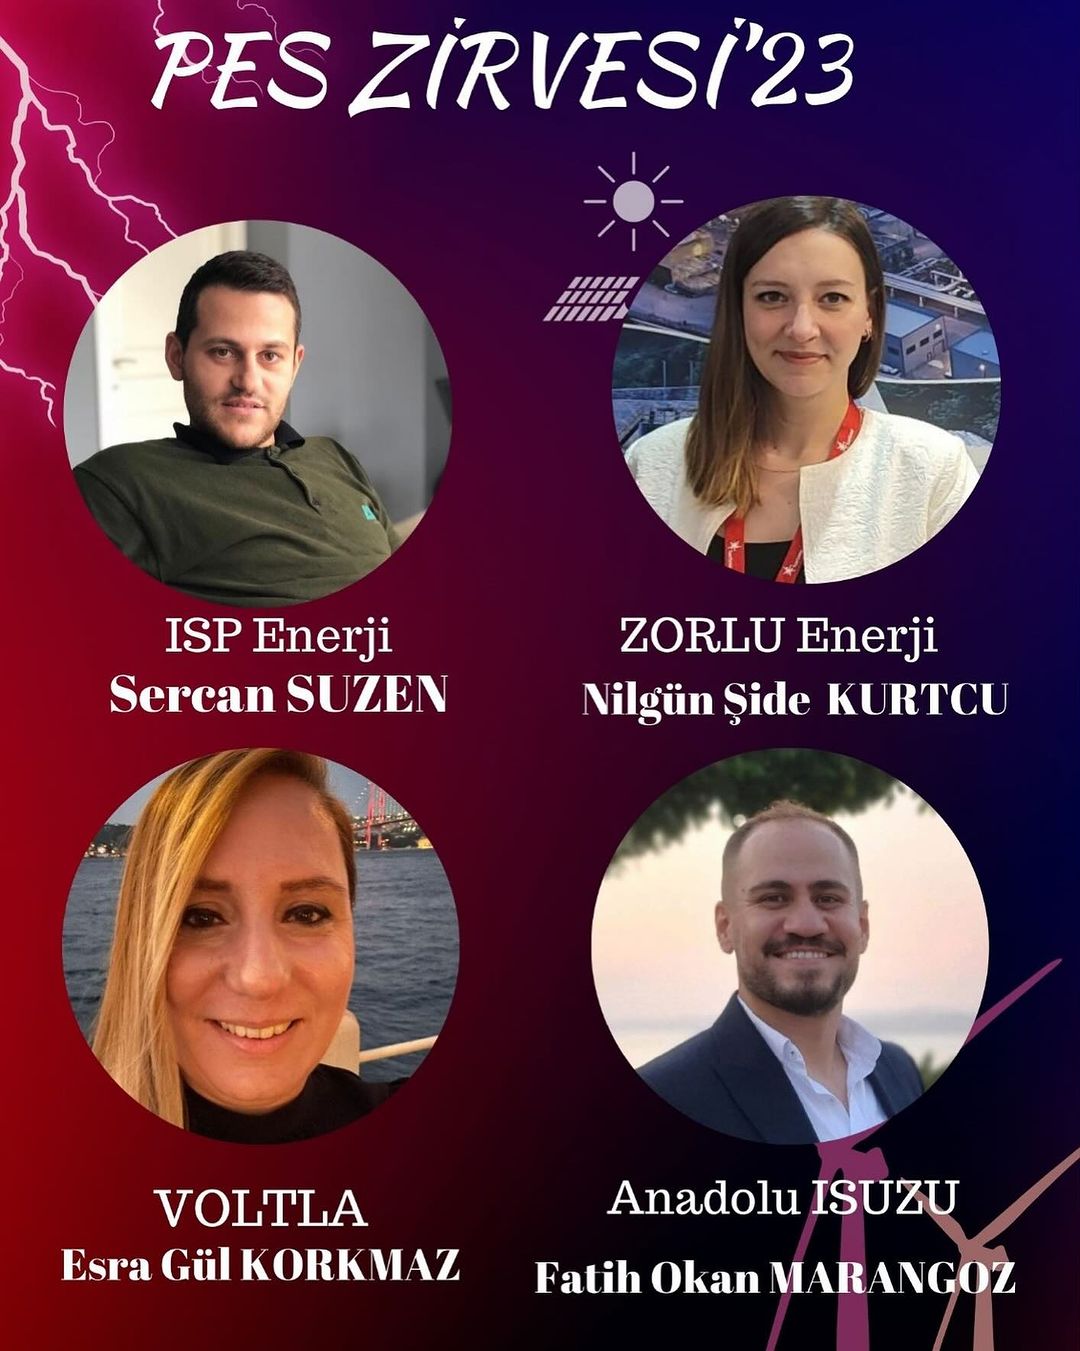 PES ZİRVESİ'23
ISP Enerji
Sercan SUZEN
ZORLU Enerji
Nilgün Şide KURTCU
VOLTLA
Esra Gül KORKMAZ
Anadolu ISUZU
Fatih Okan MARANGOZ